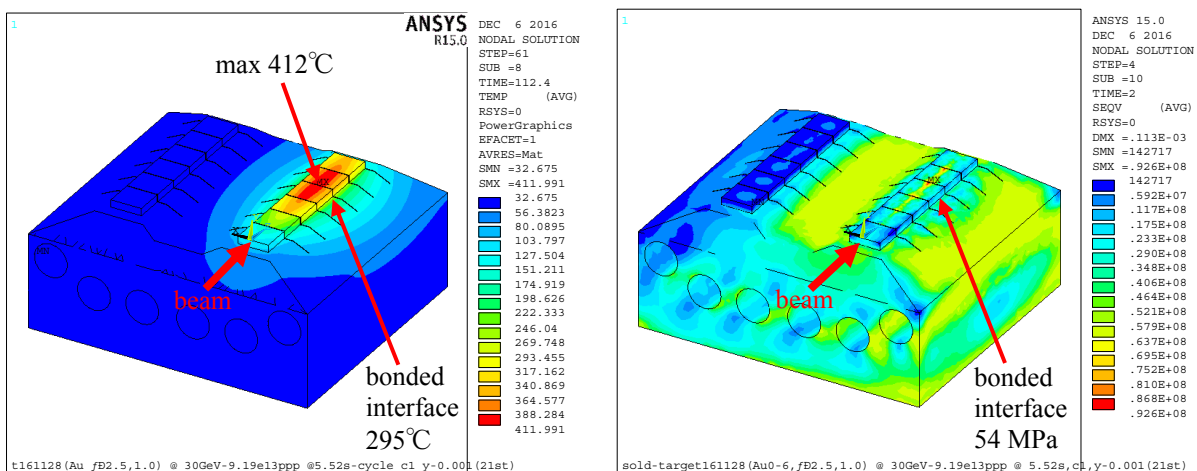 1
ANSYS
R15.0
DEC 6 2016
NODAL SOLUTION
STEP=61
SUB =8
TIME=112.4
TEMP (AVG)
RSYS=0
PowerGraphics
EFACET=1
AVRES=Mat
SMN =32.675
SMX =411.991
32.675
56.3823
80.0895
103.797
127.504
151.211
174.919
198.626
222.333
246.04
269.748
293.455
317.162
340.869
364.577
388.284
411.991
max 412℃
MX
beam
bonded
interface
295℃
t161128(Au ƒÐ2.5,1.0) @ 30GeV-9.19e13ppp @5.52s-cycle c1 y-0.001(21st)
1
ANSYS 15.0
DEC 6 2016
NODAL SOLUTION
STEP=4
SUB =10
TIME=2
SEQV (AVG)
RSYS=0
DMX =.113E-03
SMN =142717
SMX =.926E+08
142717
.592E+07
.117E+08
.175E+08
.233E+08
.290E+08
.348E+08
.406E+08
.464E+08
.521E+08
.579E+08
.637E+08
.695E+08
.752E+08
.810E+08
.868E+08
.926E+08
MX
beam
bonded
interface
54 MPa
sold-target161128(Au0-6,ƒÐ2.5,1.0) @ 30GeV-9.19e13ppp @ 5.52s,c1,y-0.001(21st)